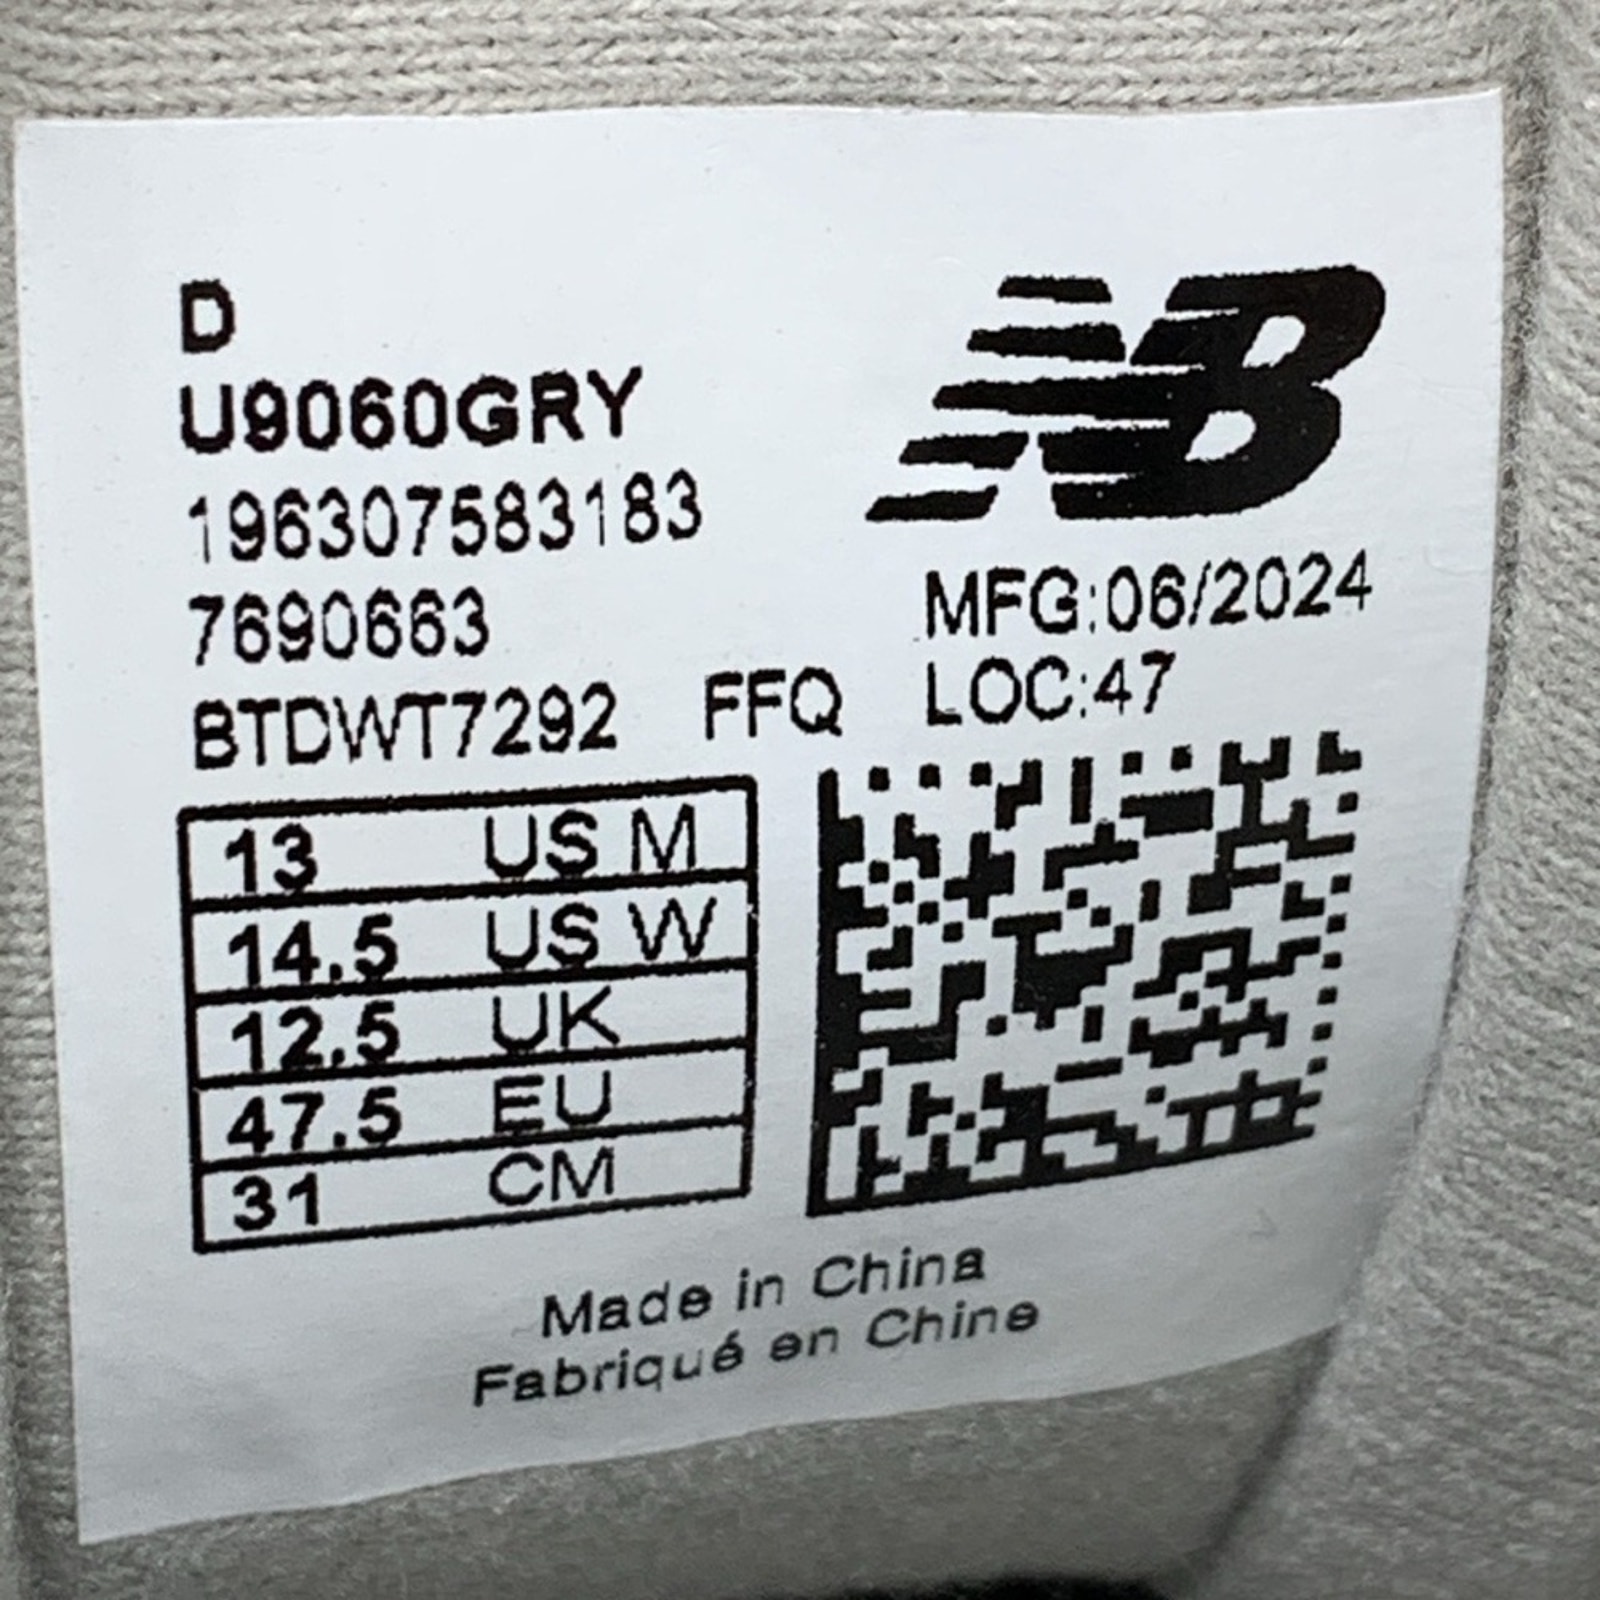 D
U9060GRY
196307583183
7690663
BTDWT7292 FFQ
NB
MFG:06/2024
LOC:47
13 US M
14.5 US W
12.5 UK
47.5 EU
31 CM
Made in China
Fabriqué en Chine